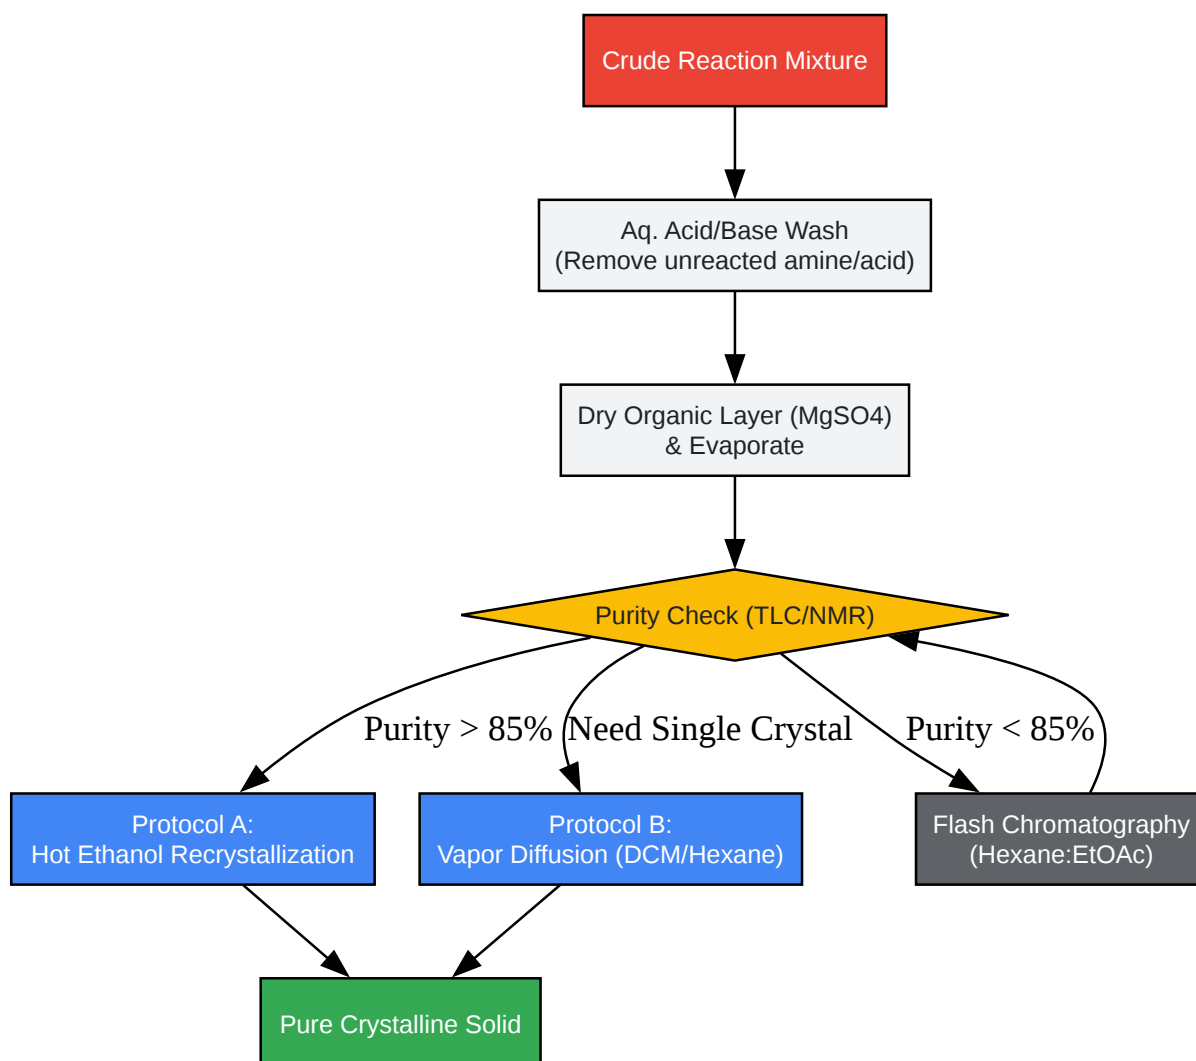 Crude Reaction Mixture
Aq. Acid/Base Wash
(Remove unreacted amine/acid)
Dry Organic Layer (MgSO4)
& Evaporate
Purity Check (TLC/NMR)
Purity > 85%
Need Single Crystal
Purity < 85%
Protocol A:
Hot Ethanol Recrystallization
Protocol B:
Vapor Diffusion (DCM/Hexane)
Flash Chromatography
(Hexane:EtOAc)
Pure Crystalline Solid